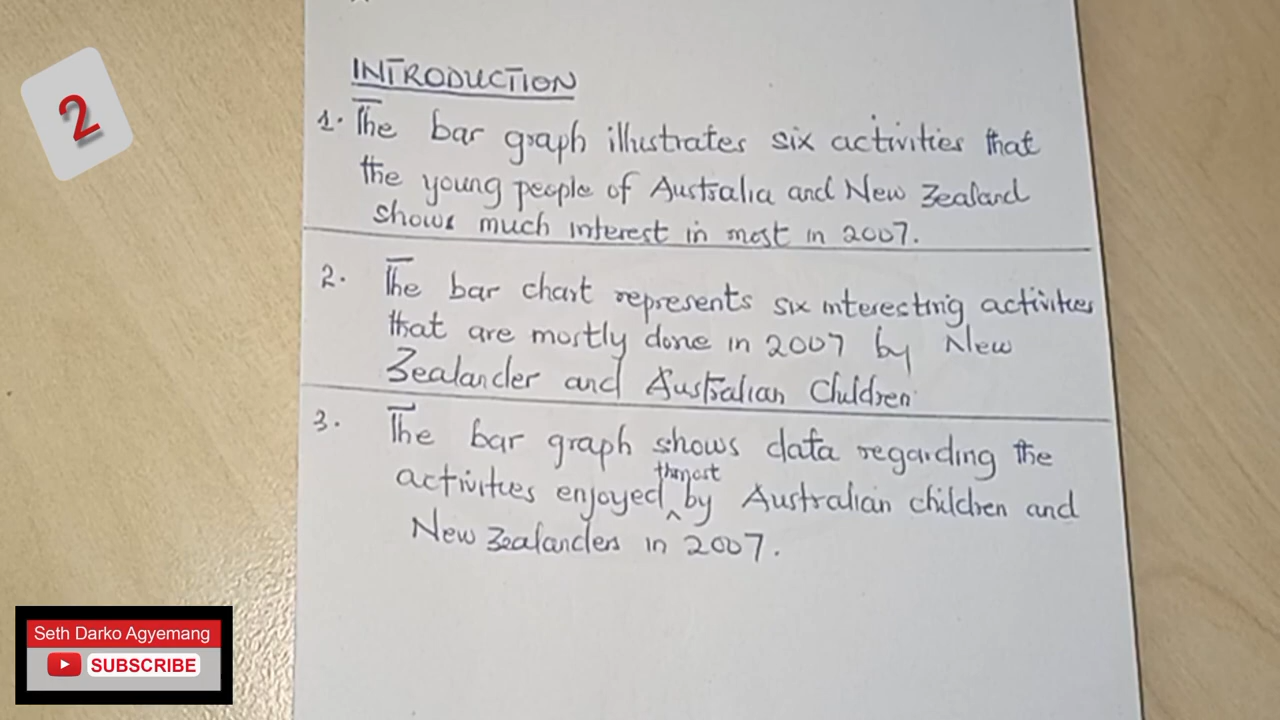 2
INTRODUCTION
1. The bar graph illustrates six activities that
the young people of Australia and New Zealand
shows much interest in most in 2007.
2. The bar chart represents six interesting activities
that are mostly done in 2007 by New
Zealander and Australian Children
3. The bar graph shows data regarding the
themost
activities enjoyed ^ by Australian children and
New Zealanders in 2007.
Seth Darko Agyemang
SUBSCRIBE